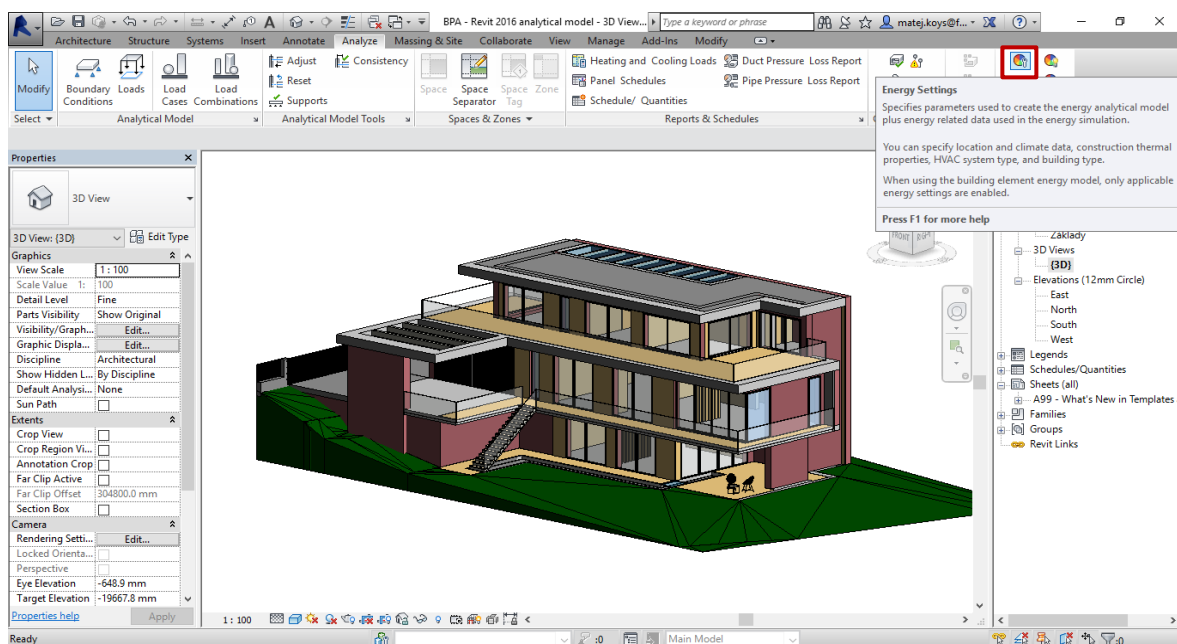 BPA - Revit 2016 analytical model - 3D View...
Type a keyword or phrase
matej.koys@f...
Architecture Structure Systems Insert Annotate Analyze Massing & Site Collaborate View Manage Add-Ins Modify
Modify
Boundary Conditions
Loads
Load Cases
Load Combinations
Adjust
Consistency
Reset
Supports
Space
Space Separator
Space Tag
Zone
Heating and Cooling Loads
Duct Pressure Loss Report
Panel Schedules
Pipe Pressure Loss Report
Schedule/ Quantities
Select
Analytical Model
Analytical Model Tools
Spaces & Zones
Reports & Schedules
Energy Settings
Specifies parameters used to create the energy analytical model
plus energy related data used in the energy simulation.
You can specify location and climate data, construction thermal
properties, HVAC system type, and building type.
When using the building element energy model, only applicable
energy settings are enabled.
Press F1 for more help
Properties
3D View
3D View: {3D}
Edit Type
Graphics
View Scale 1 : 100
Scale Value 1: 100
Detail Level Fine
Parts Visibility Show Original
Visibility/Graph... Edit...
Graphic Displa... Edit...
Discipline Architectural
Show Hidden L... By Discipline
Default Analysi... None
Sun Path
Extents
Crop View
Crop Region Vi...
Annotation Crop
Far Clip Active
Far Clip Offset 304800.0 mm
Section Box
Camera
Rendering Setti... Edit...
Locked Orienta...
Perspective
Eye Elevation -648.9 mm
Target Elevation -19667.8 mm
Properties help
Apply
FRONT
Zaklady
3D Views
{3D}
Elevations (12mm Circle)
East
North
South
West
Legends
Schedules/Quantities
Sheets (all)
A99 - What's New in Templates
Families
Groups
Revit Links
1 : 100
Ready
:0
Main Model
:0